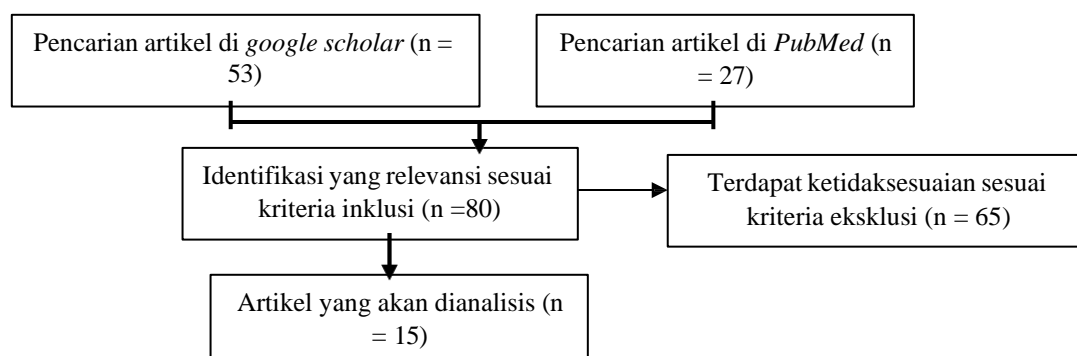 Pencarian artikel di google scholar (n =
53)
Pencarian artikel di PubMed (n
= 27)
Identifikasi yang relevansi sesuai
kriteria inklusi (n =80)
Terdapat ketidaksesuaian sesuai
kriteria eksklusi (n = 65)
Artikel yang akan dianalisis (n
= 15)